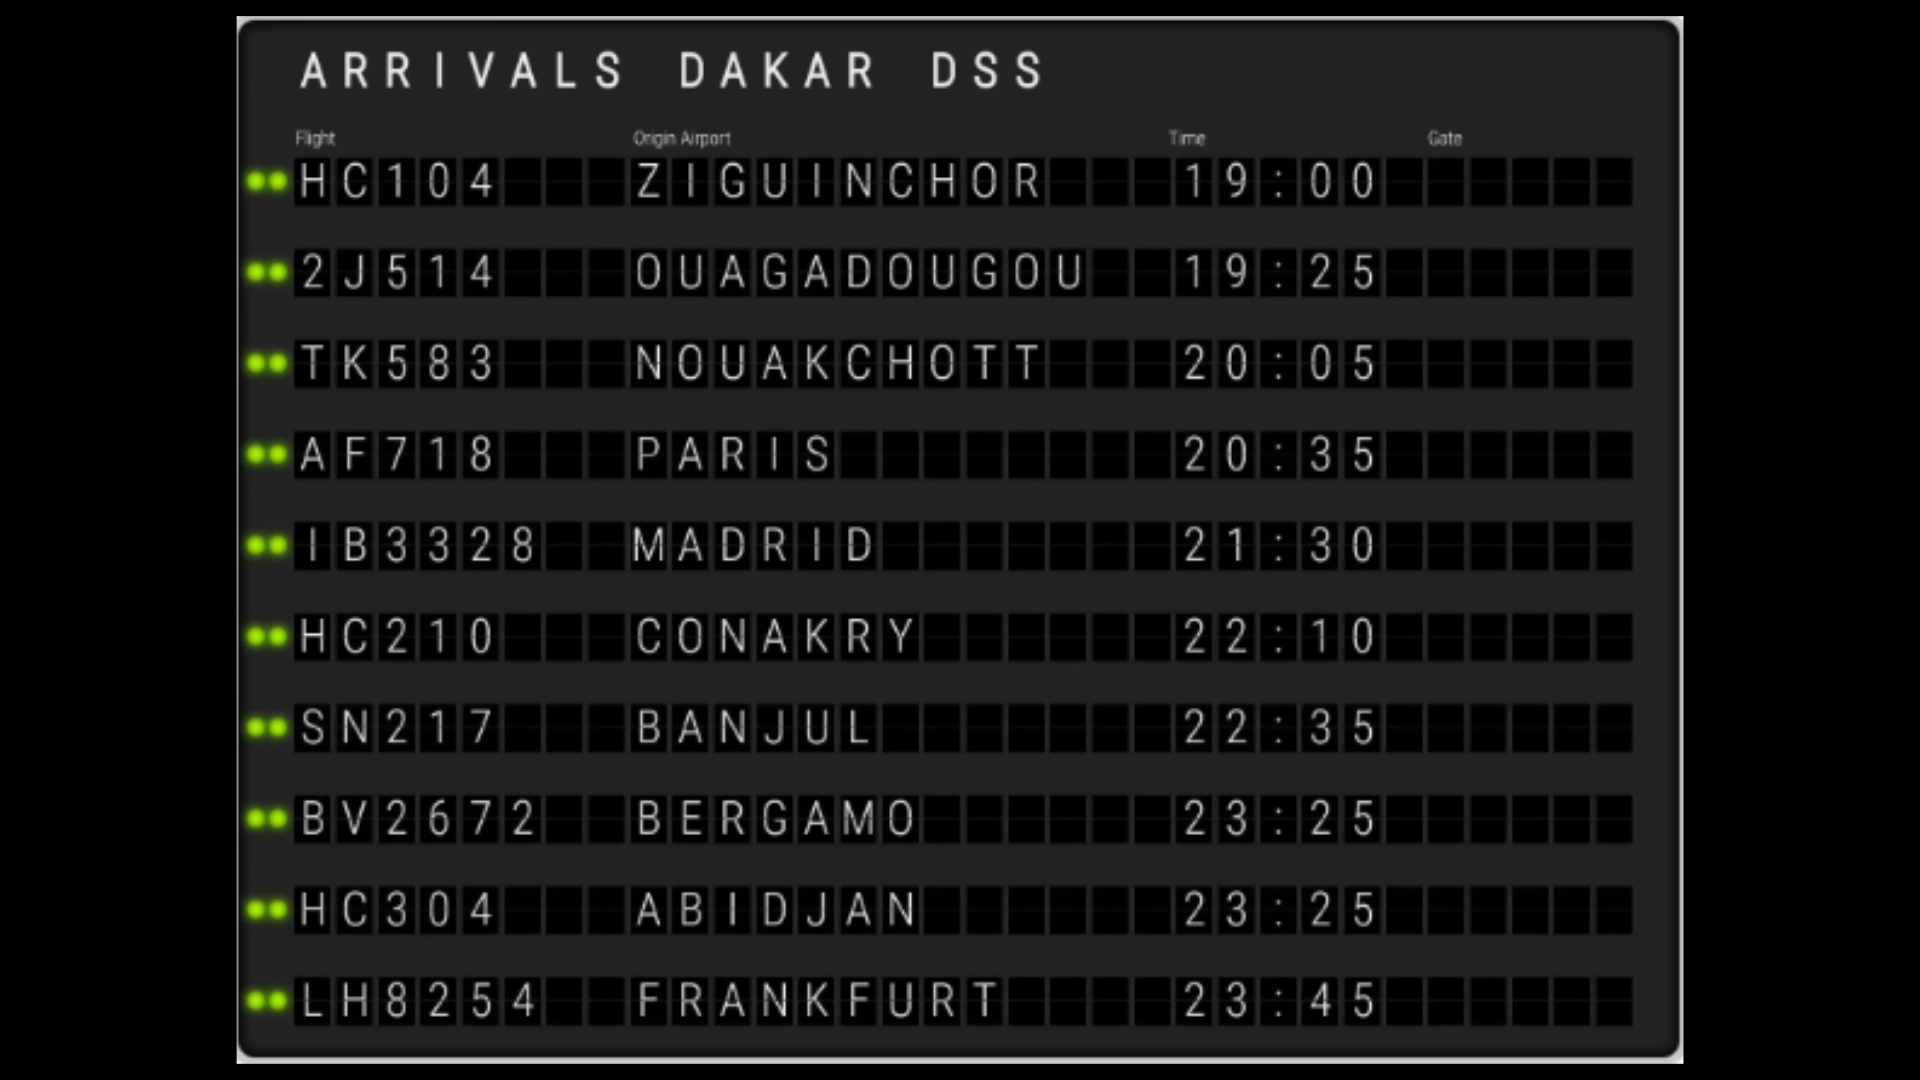 ARRIVALS DAKAR DSS
Flight Origin Airport Time Gate
HC104 ZIGUINCHOR 19:00
2J514 OUAGADOUGOU 19:25
TK583 NOUAKCHOTT 20:05
AF718 PARIS 20:35
IB3328 MADRID 21:30
HC210 CONAKRY 22:10
SN217 BANJUL 22:35
BV2672 BERGAMO 23:25
HC304 ABIDJAN 23:25
LH8254 FRANKFURT 23:45